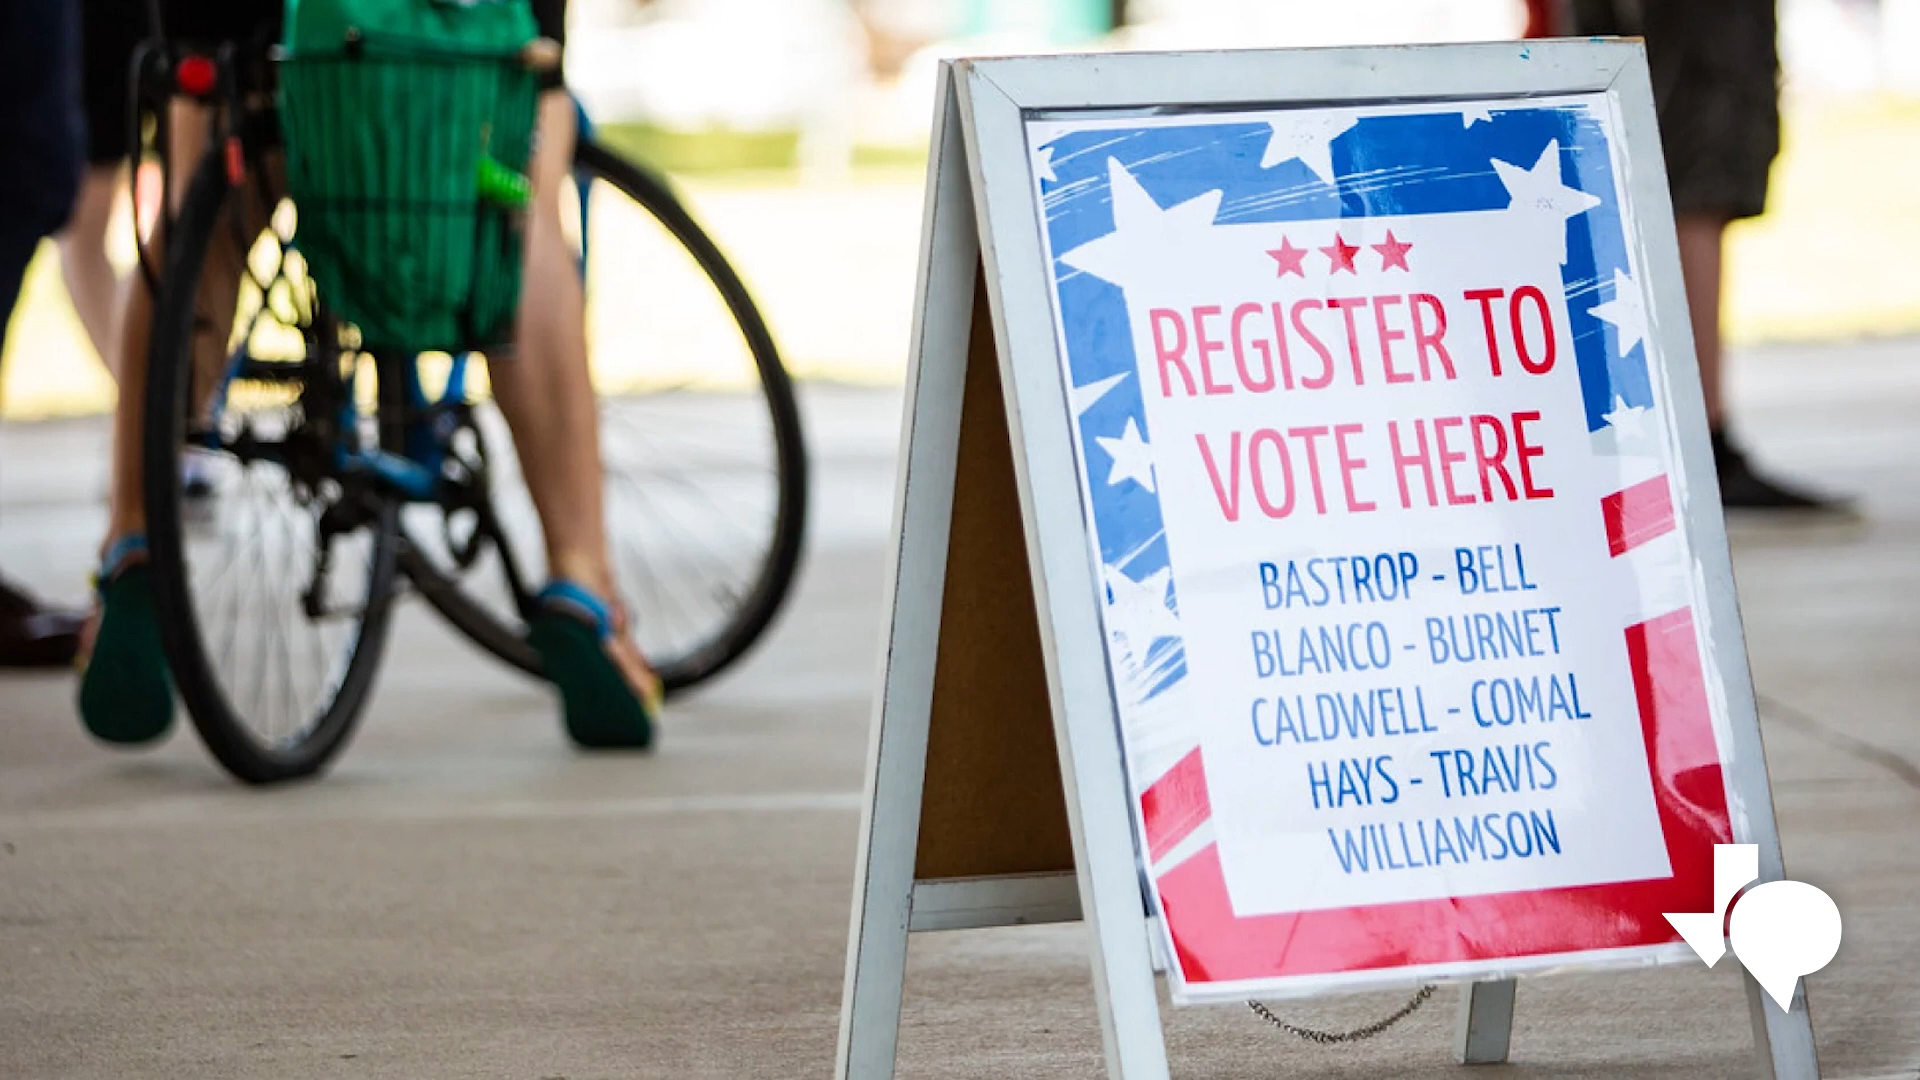 REGISTER TO
VOTE HERE
BASTROP - BELL
BLANCO - BURNET
CALDWELL - COMAL
HAYS - TRAVIS
WILLIAMSON